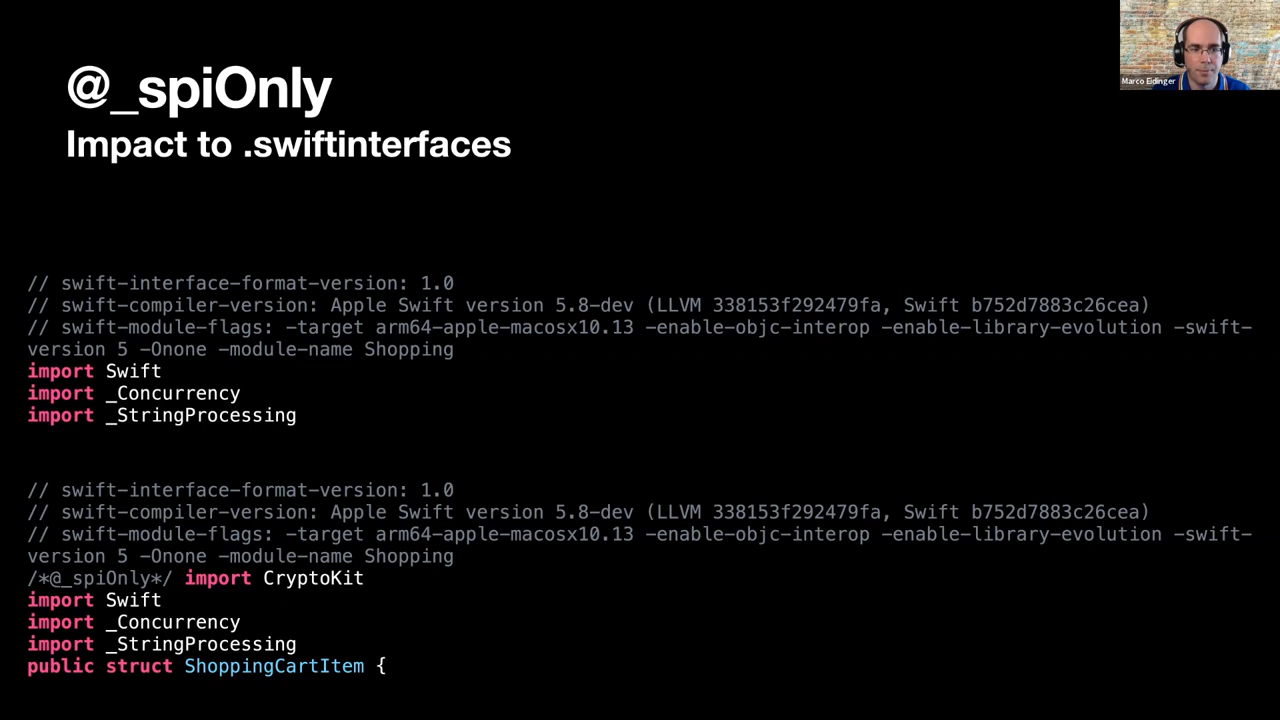 @_spiOnly
Impact to .swiftinterfaces
Marco Eidinger
// swift-interface-format-version: 1.0
// swift-compiler-version: Apple Swift version 5.8-dev (LLVM 338153f292479fa, Swift b752d7883c26cea)
// swift-module-flags: -target arm64-apple-macosx10.13 -enable-objc-interop -enable-library-evolution -swift-
version 5 -Onone -module-name Shopping
import Swift
import _Concurrency
import _StringProcessing
// swift-interface-format-version: 1.0
// swift-compiler-version: Apple Swift version 5.8-dev (LLVM 338153f292479fa, Swift b752d7883c26cea)
// swift-module-flags: -target arm64-apple-macosx10.13 -enable-objc-interop -enable-library-evolution -swift-
version 5 -Onone -module-name Shopping
/*@_spiOnly*/ import CryptoKit
import Swift
import _Concurrency
import _StringProcessing
public struct ShoppingCartItem {